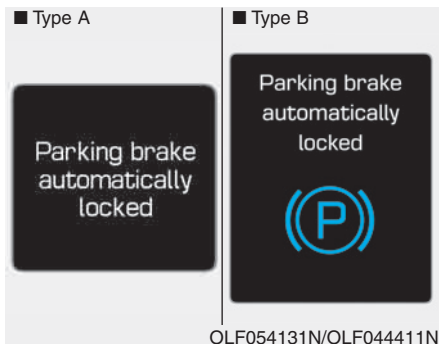 ■ Type A
■ Type B
Parking brake
automatically
locked
Parking brake
automatically
locked
P
OLF054131N/OLF044411N